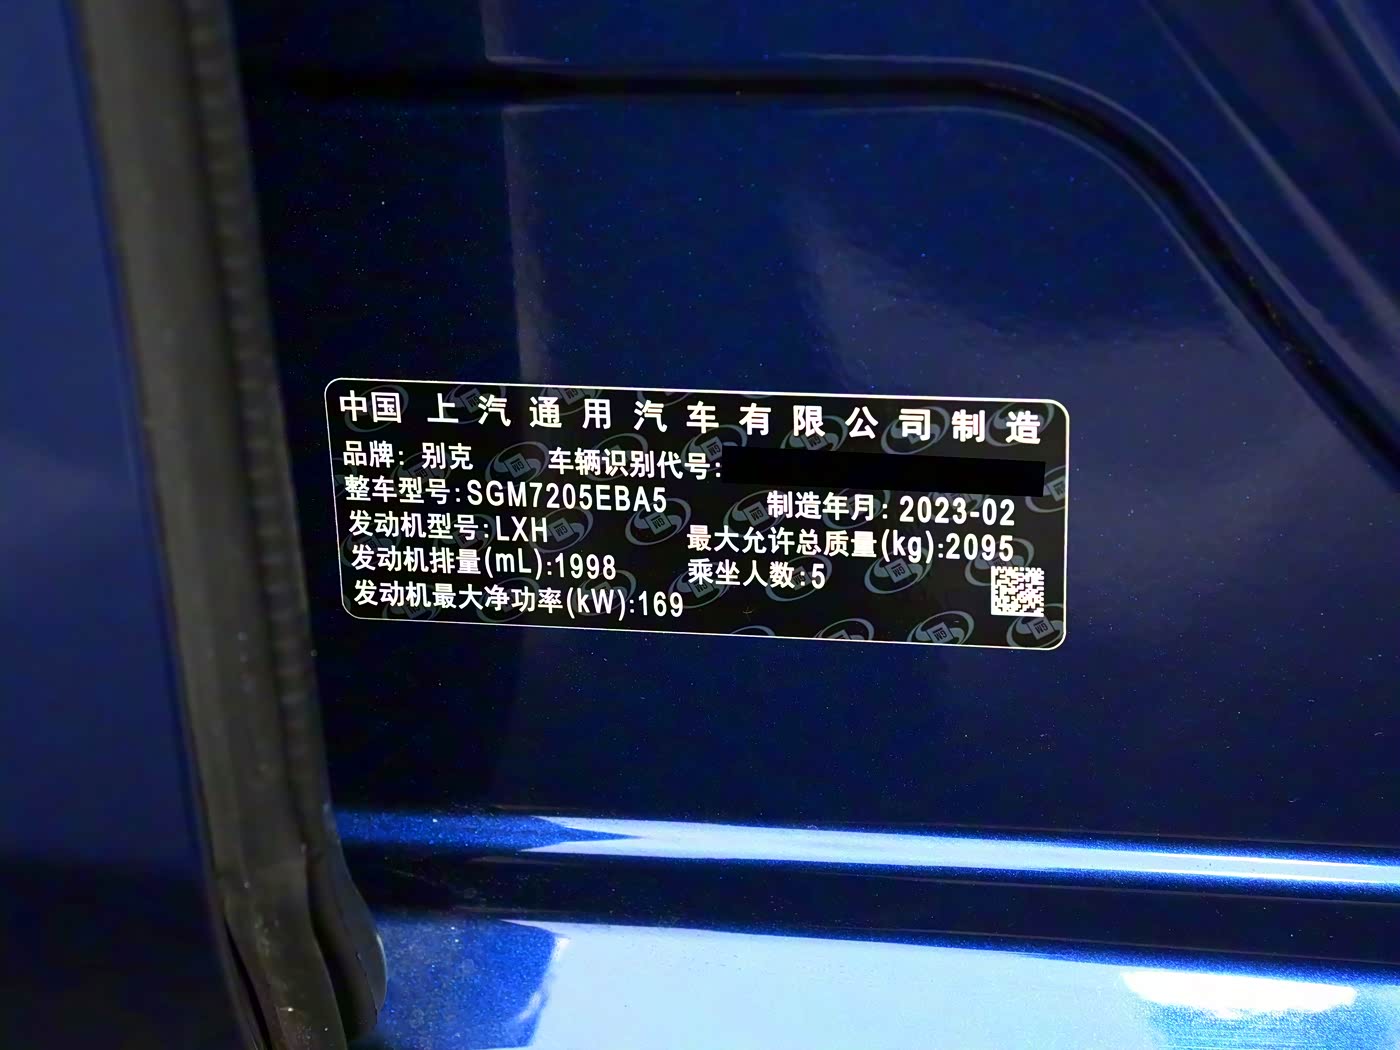 中国 上汽通用汽车有限公司制造
品牌: 别克 车辆识别代号:
整车型号:SGM7205EBA5 制造年月: 2023-02
发动机型号:LXH 最大允许总质量(kg):2095
发动机排量(mL):1998 乘坐人数:5
发动机最大净功率(kW):169